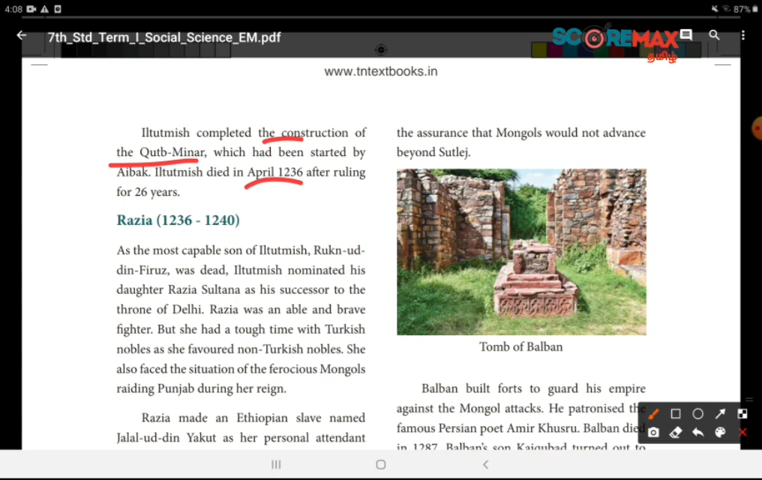 4:08
87%
7th_Std_Term_I_Social_Science_EM.pdf
SCOREMAX
தமிழ்
www.tntextbooks.in
Iltutmish completed the construction of
the Qutb-Minar, which had been started by
Aibak. Iltutmish died in April 1236 after ruling
for 26 years.
Razia (1236 - 1240)
As the most capable son of Iltutmish, Rukn-ud-
din-Firuz, was dead, Iltutmish nominated his
daughter Razia Sultana as his successor to the
throne of Delhi. Razia was an able and brave
fighter. But she had a tough time with Turkish
nobles as she favoured non-Turkish nobles. She
also faced the situation of the ferocious Mongols
raiding Punjab during her reign.
Razia made an Ethiopian slave named
Jalal-ud-din Yakut as her personal attendant
the assurance that Mongols would not advance
beyond Sutlej.
Tomb of Balban
Balban built forts to guard his empire
against the Mongol attacks. He patronised the
famous Persian poet Amir Khusru. Balban died
in 1287. Balban's son Kaiqubad turned out to